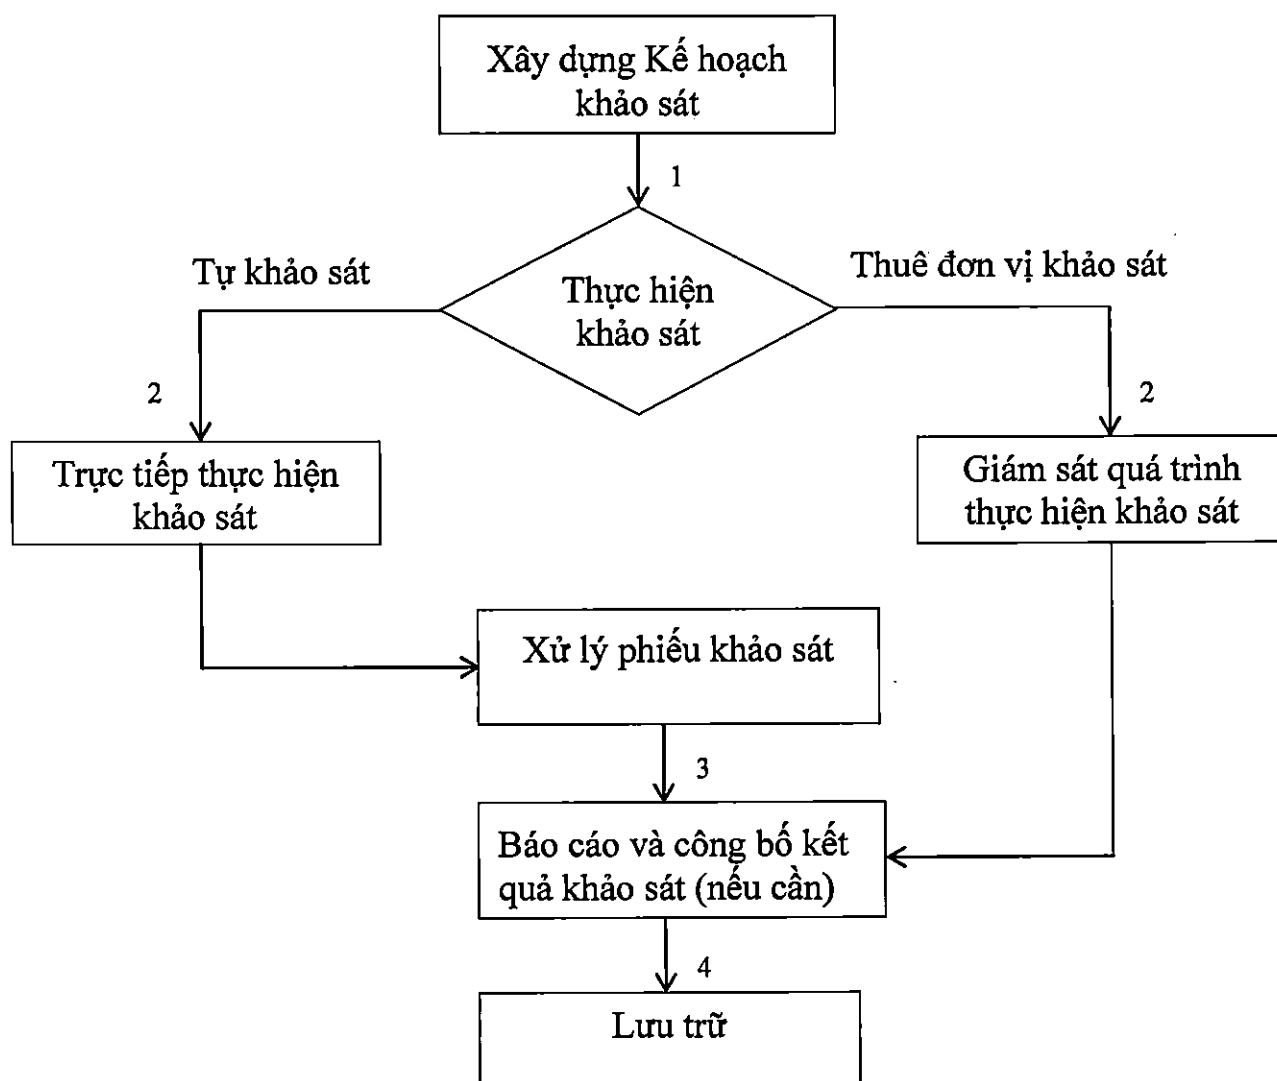 Xây dựng Kế hoạch
khảo sát
1
Tự khảo sát
Thuê đơn vị khảo sát
Thực hiện
khảo sát
2
2
Trực tiếp thực hiện
khảo sát
Giám sát quá trình
thực hiện khảo sát
Xử lý phiếu khảo sát
3
Báo cáo và công bố kết
quả khảo sát (nếu cần)
4
Lưu trữ